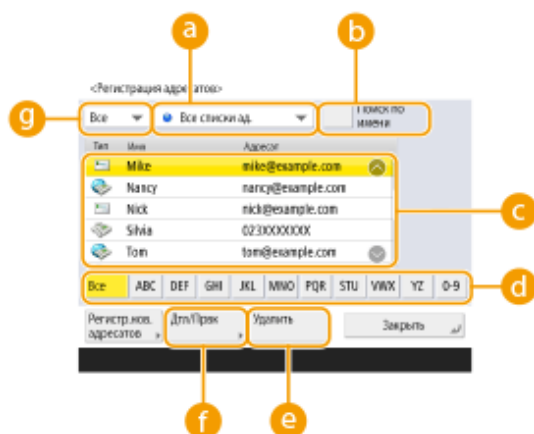 a
b
<Регистрация адресатов>
g
Все
Все списки ад.
Поиск по
имени
Тип Имя Адресат
Mike mike@example.com
Nancy nancy@example.com
Nick nick@example.com
c
Silvia 023XXXXXXX
Tom tom@example.com
Все ABC DEF GHI JKL MNO PQR STU VWX YZ 0-9
d
Регистр.нов.
адресатов
Дтл/Првк
Удалить
Закрыть
f
e